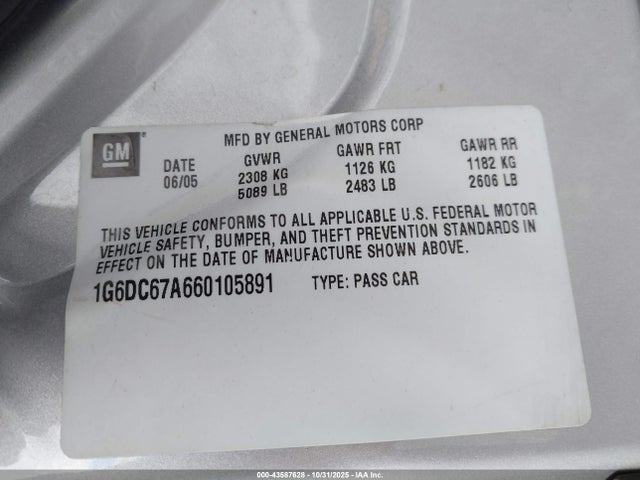 GM
MFD BY GENERAL MOTORS CORP
DATE GVWR GAWR FRT GAWR RR
06/05 2308 KG 1126 KG 1182 KG
5089 LB 2483 LB 2606 LB
THIS VEHICLE CONFORMS TO ALL APPLICABLE U.S. FEDERAL MOTOR
VEHICLE SAFETY, BUMPER, AND THEFT PREVENTION STANDARDS IN
EFFECT ON THE DATE OF MANUFACTURE SHOWN ABOVE.
1G6DC67A660105891 TYPE: PASS CAR
000-43587628 - 10/31/2025 - IAA Inc.